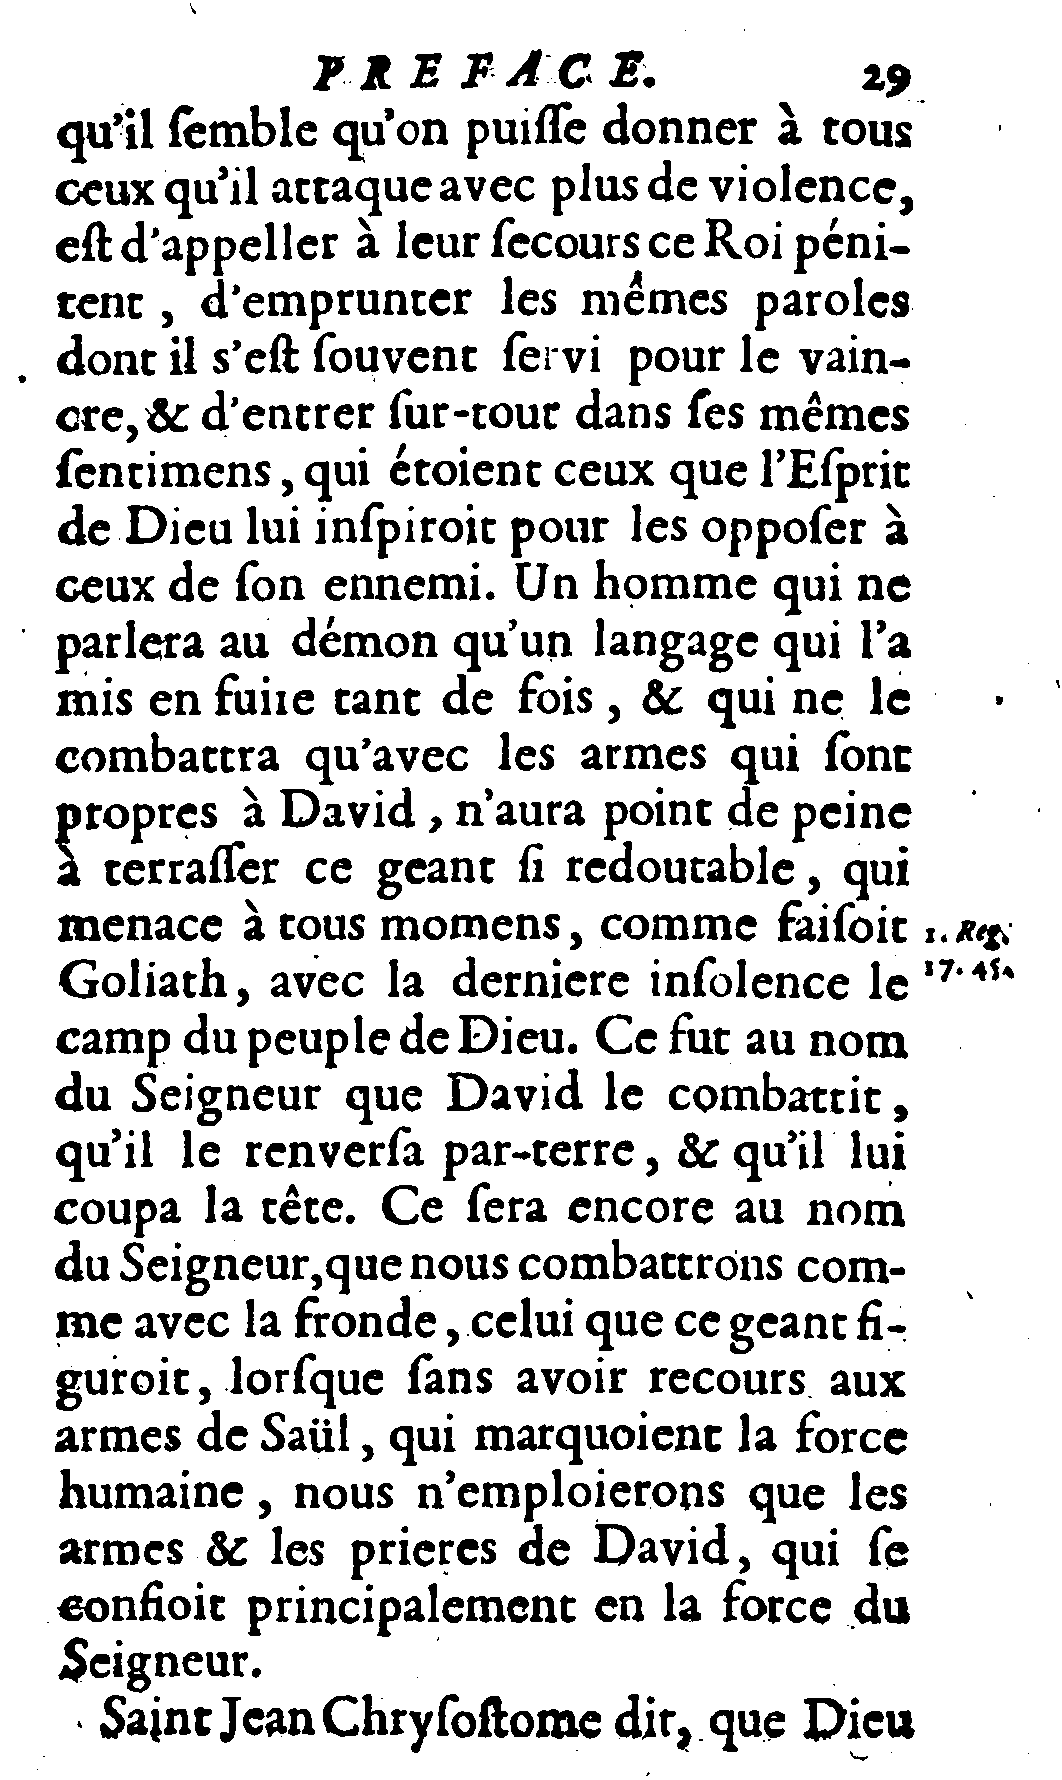 PREFACE. 29
qu'il ſemble qu'on puiſſe donner à tous
ceux qu'il attaque avec plus de violence,
eſt d'appeller à leur ſecours ce Roi péni-
tent, d'emprunter les mêmes paroles
dont il s'eſt ſouvent ſervi pour le vain-
cre, & d'entrer ſur-tout dans ſes mêmes
ſentimens, qui étoient ceux que l'Eſprit
de Dieu lui inſpiroit pour les oppoſer à
ceux de ſon ennemi. Un homme qui ne
parlera au démon qu'un langage qui l'a
mis en fuite tant de fois, & qui ne le
combattra qu'avec les armes qui ſont
propres à David, n'aura point de peine
à terraſſer ce geant ſi redoutable, qui
menace à tous momens, comme faiſoit 1. Reg.
Goliath, avec la derniere inſolence le 17. 45.
camp du peuple de Dieu. Ce fut au nom
du Seigneur que David le combattit,
qu'il le renverſa par-terre, & qu'il lui
coupa la tête. Ce ſera encore au nom
du Seigneur, que nous combattrons com-
me avec la fronde, celui que ce geant fi-
guroit, lorſque ſans avoir recours aux
armes de Saül, qui marquoient la force
humaine, nous n'emploierons que les
armes & les prieres de David, qui ſe
confioit principalement en la force du
Seigneur.
Saint Jean Chryſoſtome dit, que Dieu